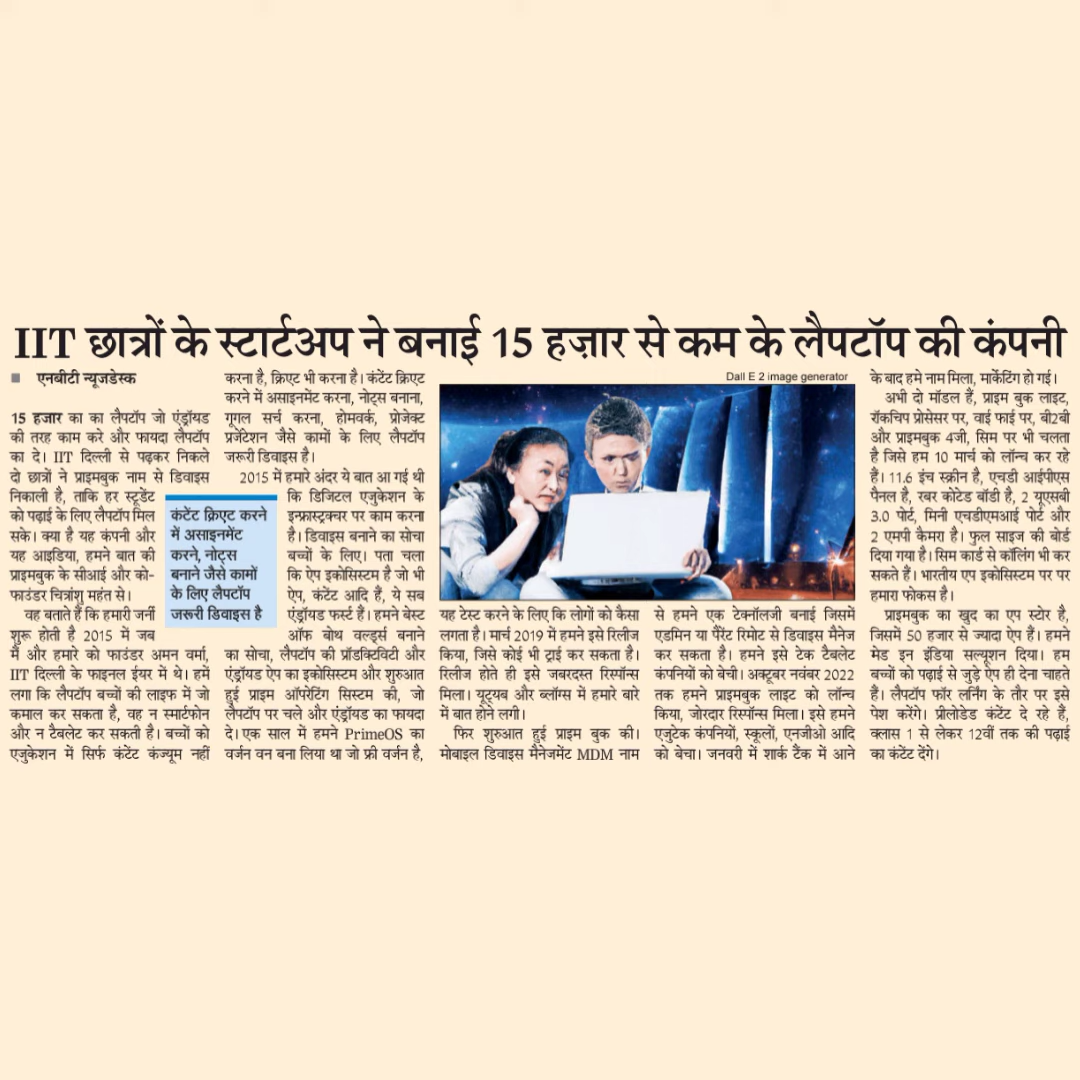 IIT छात्रों के स्टार्टअप ने बनाई 15 हज़ार से कम के लैपटॉप की कंपनी
■ एनबीटी न्यूजडेस्क
15 हजार का का लैपटॉप जो एंड्रॉयड
की तरह काम करे और फायदा लैपटॉप
का दे। IIT दिल्ली से पढ़कर निकले
दो छात्रों ने प्राइमबुक नाम से डिवाइस
निकाली है, ताकि हर स्टूडेंट
को पढ़ाई के लिए लैपटॉप मिल
सके। क्या है यह कंपनी और
यह आइडिया, हमने बात की
प्राइमबुक के सीआई और को-
फाउंडर चित्रांशु महंत से।
वह बताते हैं कि हमारी जर्नी
शुरू होती है 2015 में जब
मैं और हमारे को फाउंडर अमन वर्मा,
IIT दिल्ली के फाइनल ईयर में थे। हमें
लगा कि लैपटॉप बच्चों की लाइफ में जो
कमाल कर सकता है, वह न स्मार्टफोन
और न टैबलेट कर सकती है। बच्चों को
एजुकेशन में सिर्फ कंटेंट कंज्यूम नहीं
कंटेंट क्रिएट करने
में असाइनमेंट
करने, नोट्स
बनाने जैसे कामों
के लिए लैपटॉप
जरूरी डिवाइस है
करना है, क्रिएट भी करना है। कंटेंट क्रिएट
करने में असाइनमेंट करना, नोट्स बनाना,
गूगल सर्च करना, होमवर्क, प्रोजेक्ट
प्रजेंटेशन जैसे कामों के लिए लैपटॉप
जरूरी डिवाइस है।
2015 में हमारे अंदर ये बात आ गई थी
कि डिजिटल एजुकेशन के
इन्फ्रास्ट्रक्चर पर काम करना
है। डिवाइस बनाने का सोचा
बच्चों के लिए। पता चला
कि ऐप इकोसिस्टम है जो भी
ऐप, कंटेंट आदि हैं, ये सब
एंड्रॉयड फर्स्ट हैं। हमने बेस्ट
ऑफ बोथ वर्ल्ड्स बनाने
का सोचा, लैपटॉप की प्रॉडक्टिविटी और
एंड्रॉयड ऐप का इकोसिस्टम और शुरुआत
हुई प्राइम ऑपरेटिंग सिस्टम की, जो
लैपटॉप पर चले और एंड्रॉयड का फायदा
दे। एक साल में हमने PrimeOS का
वर्जन वन बना लिया था जो फ्री वर्जन है,
Dall E 2 image generator
यह टेस्ट करने के लिए कि लोगों को कैसा
लगता है। मार्च 2019 में हमने इसे रिलीज
किया, जिसे कोई भी ट्राई कर सकता है।
रिलीज होते ही इसे जबरदस्त रिस्पॉन्स
मिला। यूट्यब और ब्लॉग्स में हमारे बारे
में बात होने लगी।
फिर शुरुआत हुई प्राइम बुक की।
मोबाइल डिवाइस मैनेजमेंट MDM नाम
से हमने एक टेक्नॉलजी बनाई जिसमें
एडमिन या पैरेंट रिमोट से डिवाइस मैनेज
कर सकता है। हमने इसे टेक टैबलेट
कंपनियों को बेची। अक्टूबर नवंबर 2022
तक हमने प्राइमबुक लाइट को लॉन्च
किया, जोरदार रिस्पॉन्स मिला। इसे हमने
एजुटेक कंपनियों, स्कूलों, एनजीओ आदि
को बेचा। जनवरी में शार्क टैंक में आने
के बाद हमे नाम मिला, मार्केटिंग हो गई।
अभी दो मॉडल हैं, प्राइम बुक लाइट,
रॉकचिप प्रोसेसर पर, वाई फाई पर, बी2बी
और प्राइमबुक 4जी, सिम पर भी चलता
है जिसे हम 10 मार्च को लॉन्च कर रहे
हैं। 11.6 इंच स्क्रीन है, एचडी आईपीएस
पैनल है, रबर कोटेड बॉडी है, 2 यूएसबी
3.0 पोर्ट, मिनी एचडीएमआई पोर्ट और
2 एमपी कैमरा है। फुल साइज की बोर्ड
दिया गया है। सिम कार्ड से कॉलिंग भी कर
सकते हैं। भारतीय एप इकोसिस्टम पर पर
हमारा फोकस है।
प्राइमबुक का खुद का एप स्टोर है,
जिसमें 50 हजार से ज्यादा ऐप हैं। हमने
मेड इन इंडिया सल्यूशन दिया। हम
बच्चों को पढ़ाई से जुड़े ऐप ही देना चाहते
हैं। लैपटॉप फॉर लर्निंग के तौर पर इसे
पेश करेंगे। प्रीलोडेड कंटेंट दे रहे हैं,
क्लास 1 से लेकर 12वीं तक की पढ़ाई
का कंटेंट देंगे।